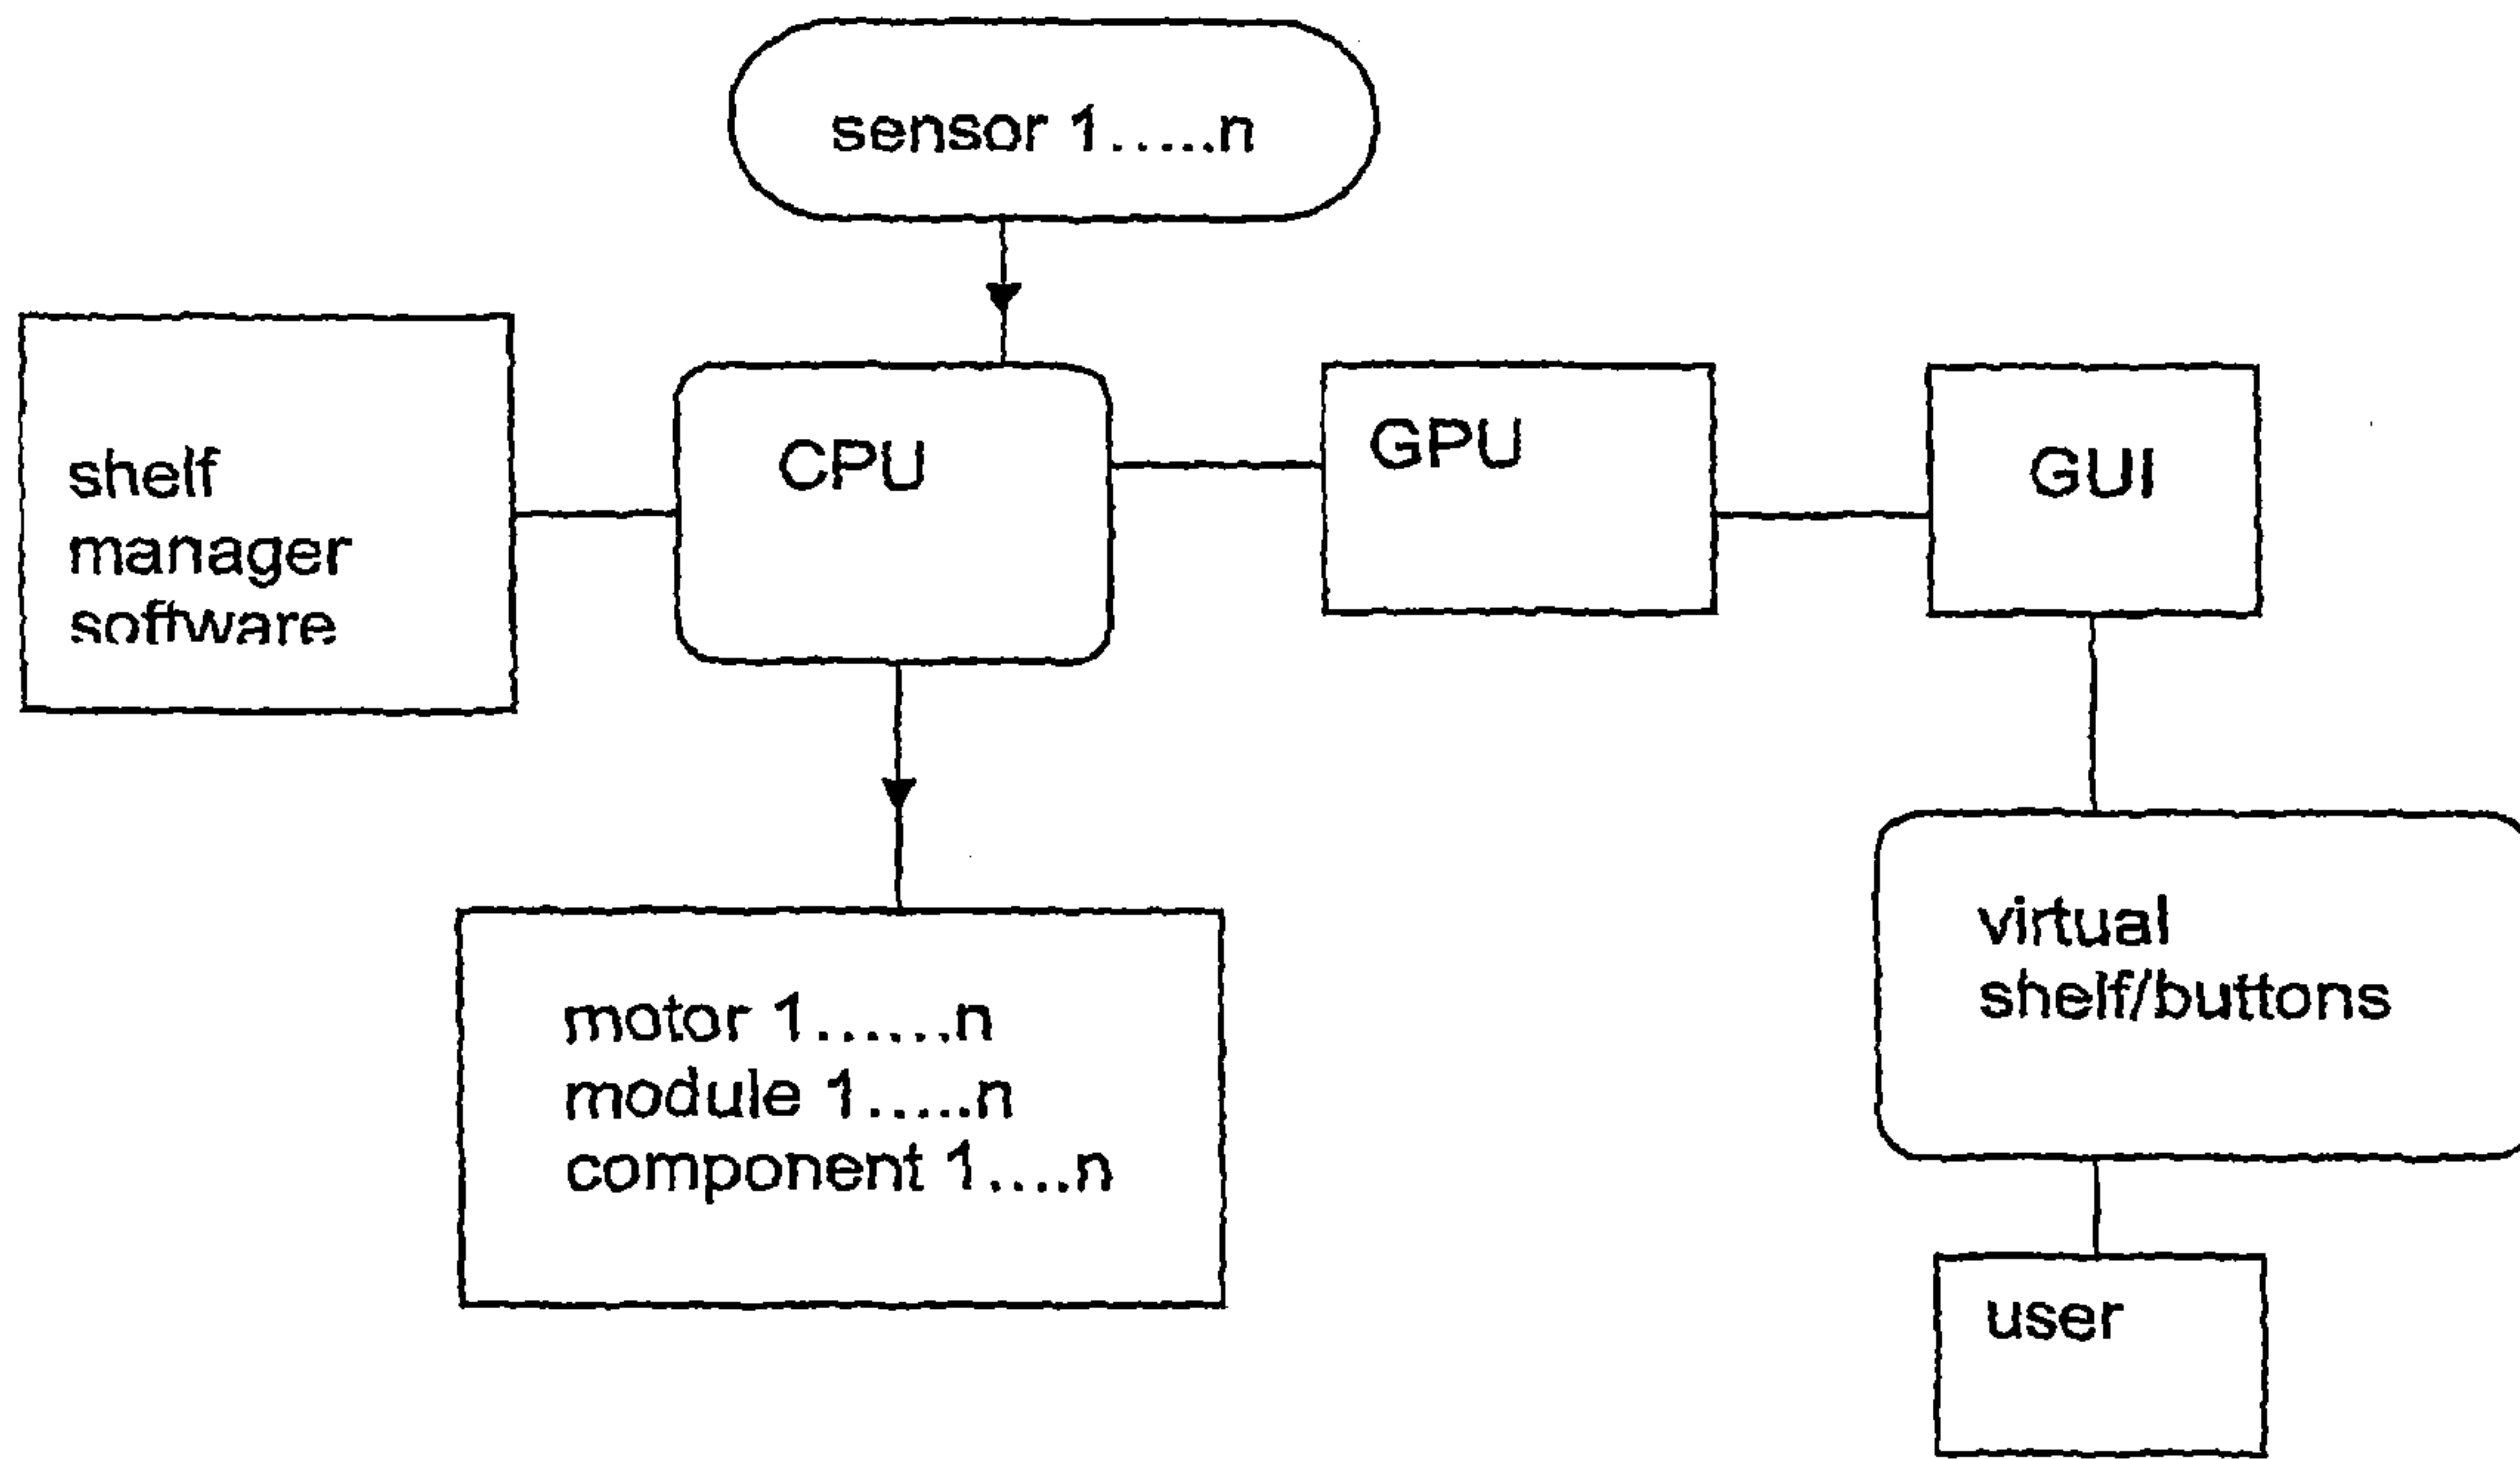 sensor 1.....n
shelf
manager
software
CPU
GPU
GUI
motor 1......n
module 1.....n
component 1....n
virtual
shelf/buttons
user